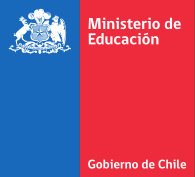 Ministerio de
Educación
Gobierno de Chile